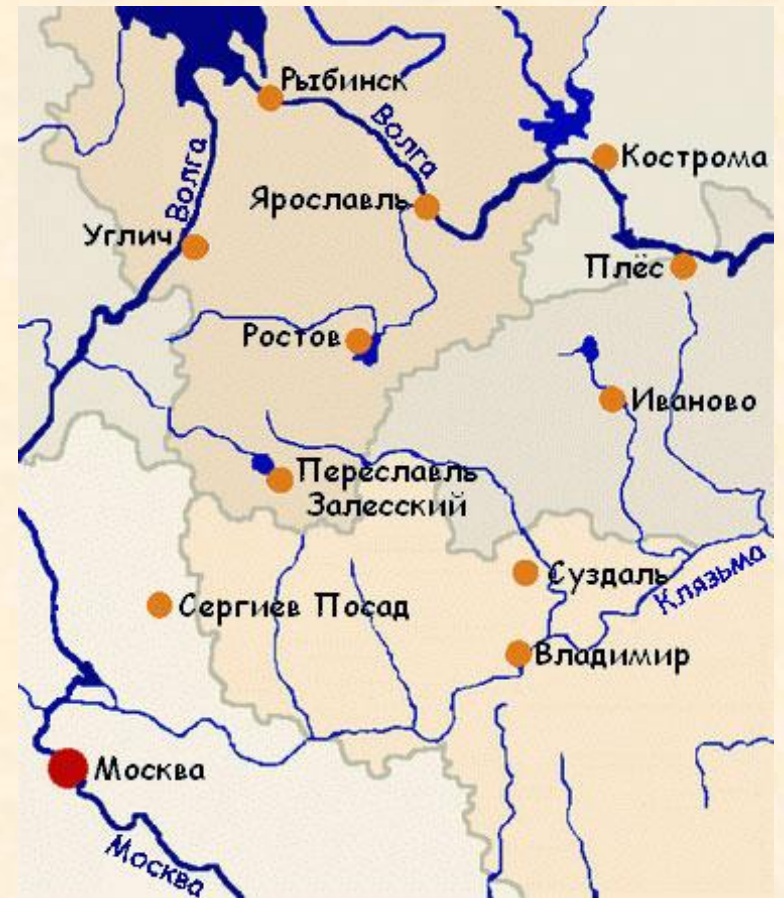 Рыбинск
Волга
Волга
Кострома
Ярославль
Углич
Плёс
Ростов
Иваново
Переславль
Залесский
Суздаль
Клязьма
Сергиев Посад
Владимир
Москва
Москва